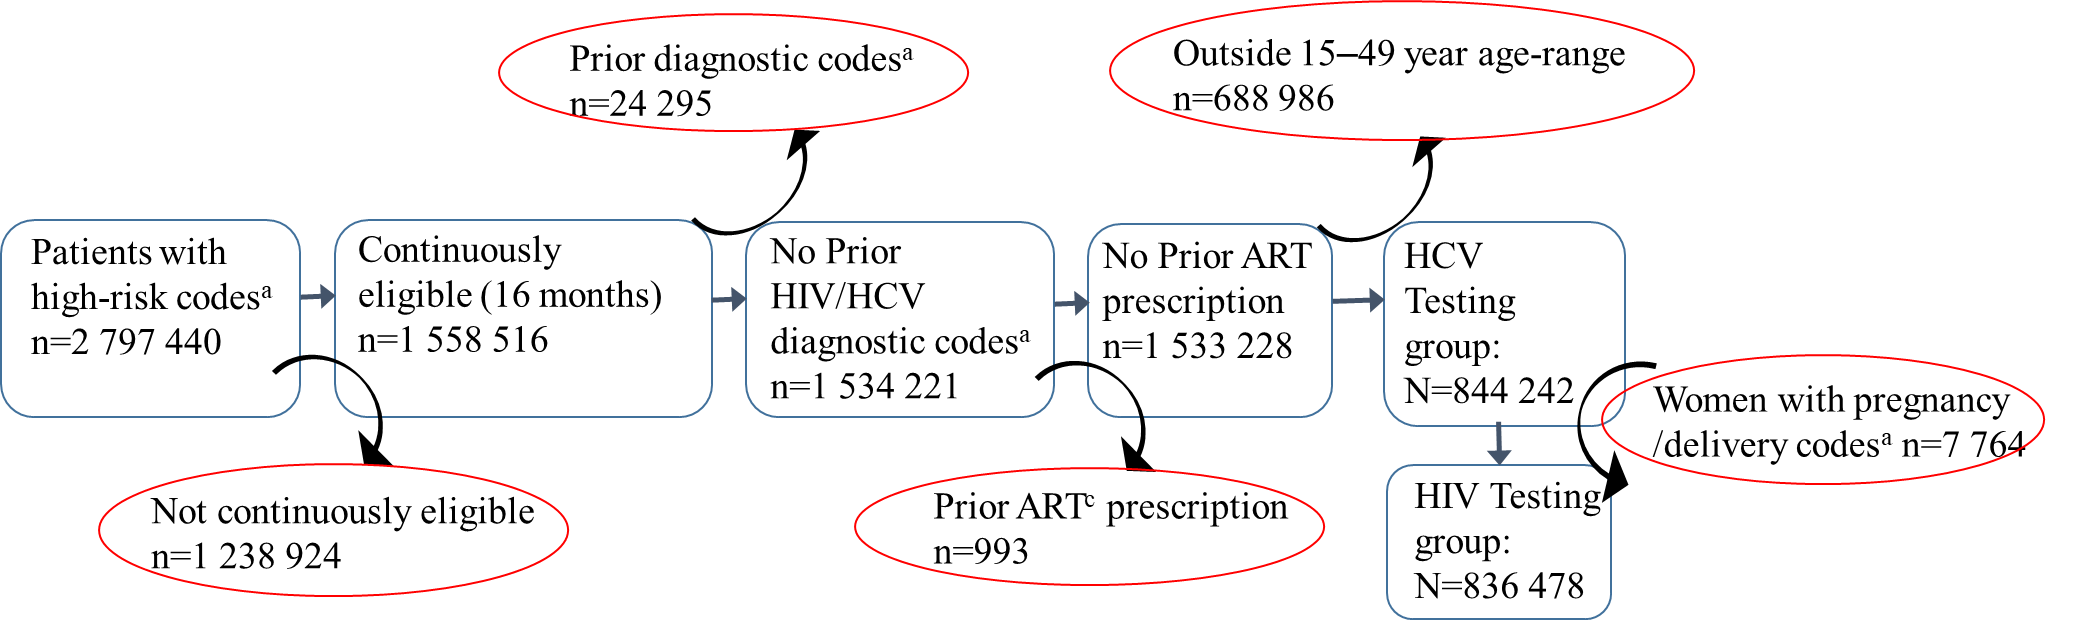 Prior diagnostic codesᵃ
n=24 295
Outside 15–49 year age-range
n=688 986
Patients with
high-risk codesᵃ
n=2 797 440
Continuously
eligible (16 months)
n=1 558 516
No Prior
HIV/HCV
diagnostic codesᵃ
n=1 534 221
No Prior ART
prescription
n=1 533 228
HCV
Testing
group:
N=844 242
Women with pregnancy
/delivery codesᵃ n=7 764
Not continuously eligible
n=1 238 924
Prior ARTᶜ prescription
n=993
HIV Testing
group:
N=836 478